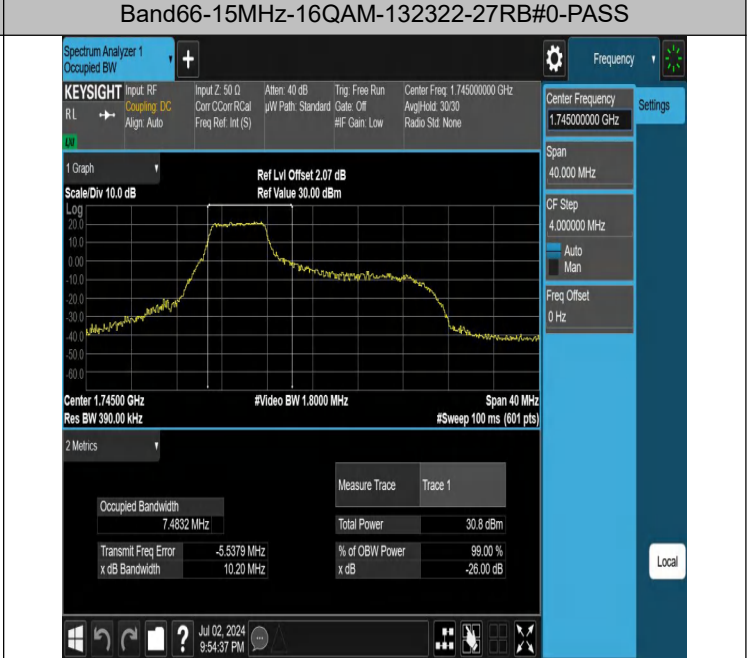 Band66-15MHz-16QAM-132322-27RB#0-PASS
Spectrum Analyzer 1
Occupied BW
Frequency
KEYSIGHT Input: RF Input Z: 50 Ω Atten: 40 dB Trig: Free Run Center Freq: 1.745000000 GHz
RL Coupling: DC Corr CCorr RCal µW Path: Standard Gate: Off Avg|Hold: 30/30
Align: Auto Freq Ref: Int (S) #IF Gain: Low Radio Std: None
LXI
Center Frequency
1.745000000 GHz
Settings
Span
40.000 MHz
CF Step
4.000000 MHz
Auto
Man
Freq Offset
0 Hz
1 Graph
Ref Lvl Offset 2.07 dB
Scale/Div 10.0 dB Ref Value 30.00 dBm
Log
20.0
10.0
0.00
-10.0
-20.0
-30.0
-40.0
-50.0
-60.0
Center 1.74500 GHz #Video BW 1.8000 MHz Span 40 MHz
Res BW 390.00 kHz #Sweep 100 ms (601 pts)
2 Metrics
Measure Trace Trace 1
Occupied Bandwidth
7.4832 MHz
Total Power 30.8 dBm
Transmit Freq Error -5.5379 MHz % of OBW Power 99.00 %
x dB Bandwidth 10.20 MHz x dB -26.00 dB
Local
Jul 02, 2024
9:54:37 PM